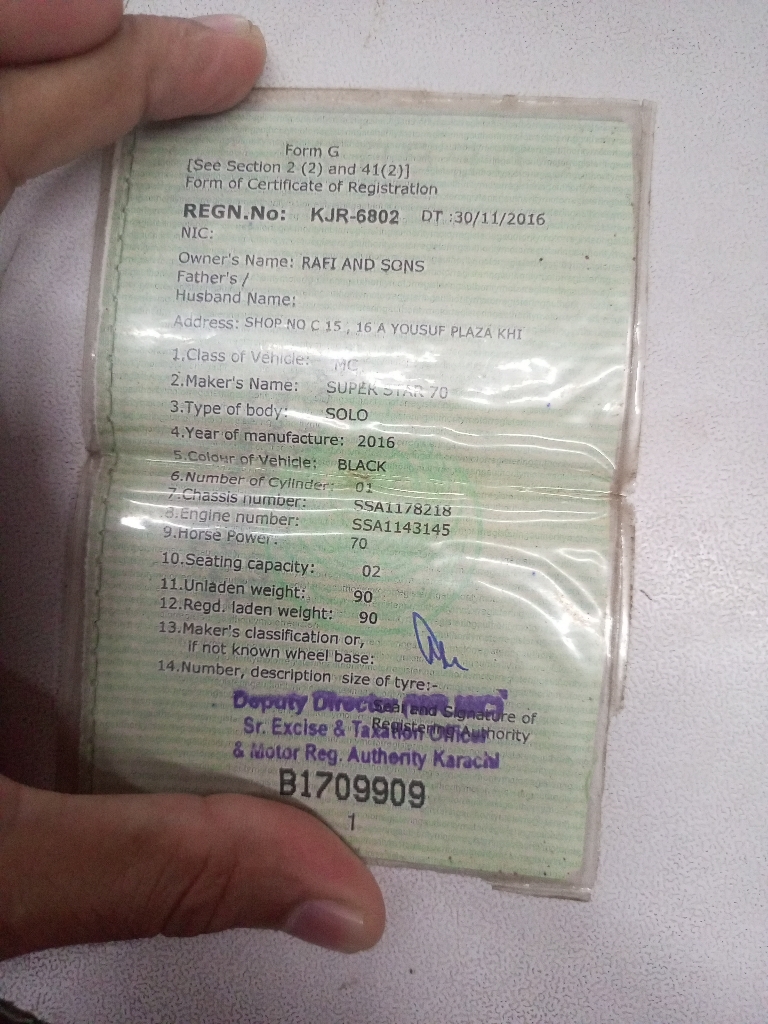 Form G
[See Section 2 (2) and 41(2)]
Form of Certificate of Registration
REGN.No: KJR-6802 DT :30/11/2016
NIC:
Owner's Name: RAFI AND SONS
Father's /
Husband Name:
Address: SHOP NO C 15 , 16 A YOUSUF PLAZA KHI
1.Class of Vehicle: MC
2.Maker's Name: SUPER STAR 70
3.Type of body: SOLO
4.Year of manufacture: 2016
5.Colour of Vehicle: BLACK
6.Number of Cylinder: 01
7.Chassis number: SSA1178218
8.Engine number: SSA1143145
9.Horse Power: 70
10.Seating capacity: 02
11.Unladen weight: 90
12.Regd. laden weight: 90
13.Maker's classification or,
if not known wheel base:
14.Number, description size of tyre:-
Deputy Director
Seal and Signature of
Registering Authority
Sr. Excise & Taxation Officer
& Motor Reg. Authority Karachi
B1709909
1